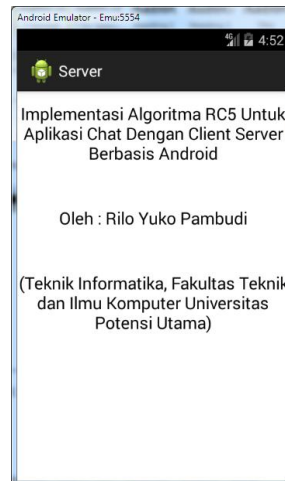 Android Emulator - Emu:5554
4G 4:52
Server
Implementasi Algoritma RC5 Untuk
Aplikasi Chat Dengan Client Server
Berbasis Android
Oleh : Rilo Yuko Pambudi
(Teknik Informatika, Fakultas Teknik
dan Ilmu Komputer Universitas
Potensi Utama)